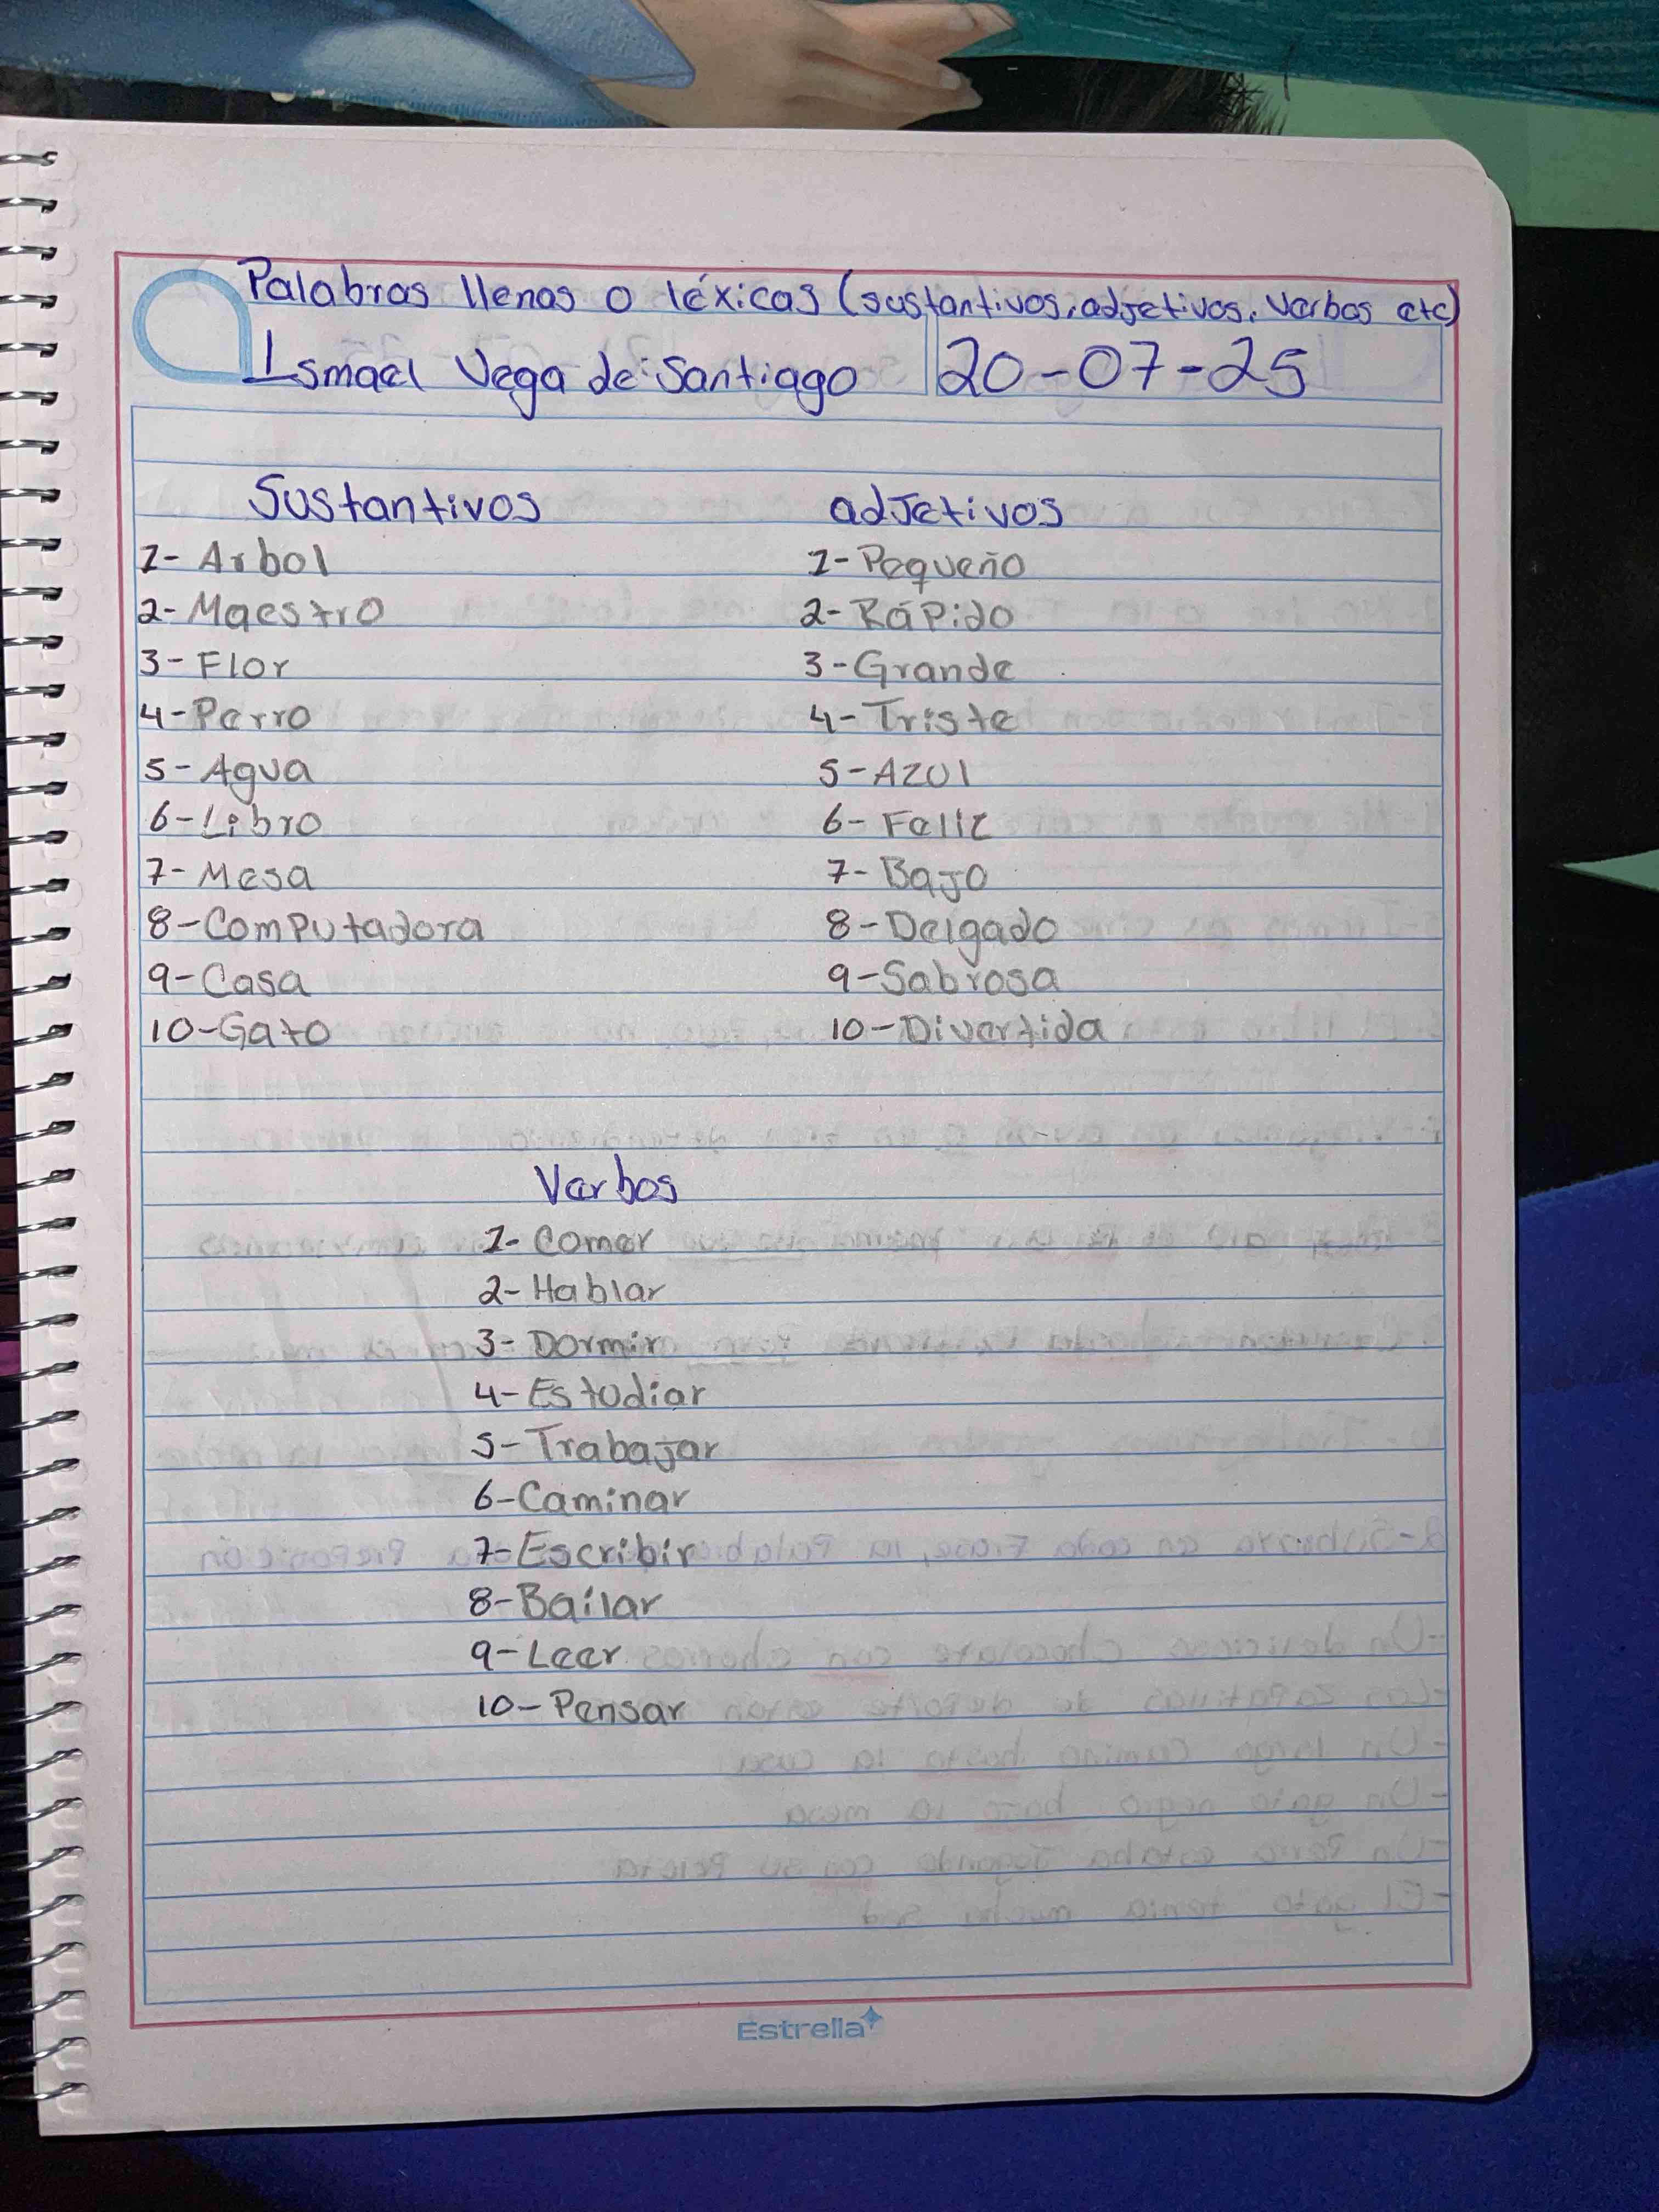 Palabras llenas o léxicas (sustantivos, adjetivos, verbos etc)
Ismael Vega de Santiago 20-07-25
Sustantivos
1- Arbol
2- Maestro
3- Flor
4- Perro
5- Agua
6- Libro
7- Mesa
8- Computadora
9- Casa
10- Gato
adjetivos
1- Pequeño
2- Rápido
3- Grande
4- Triste
5- Azul
6- Feliz
7- Bajo
8- Delgado
9- Sabrosa
10- Divertida
Verbos
1- Comer
2- Hablar
3- Dormir
4- Estudiar
5- Trabajar
6- Caminar
7- Escribir
8- Bailar
9- Leer
10- Pensar
Estrella